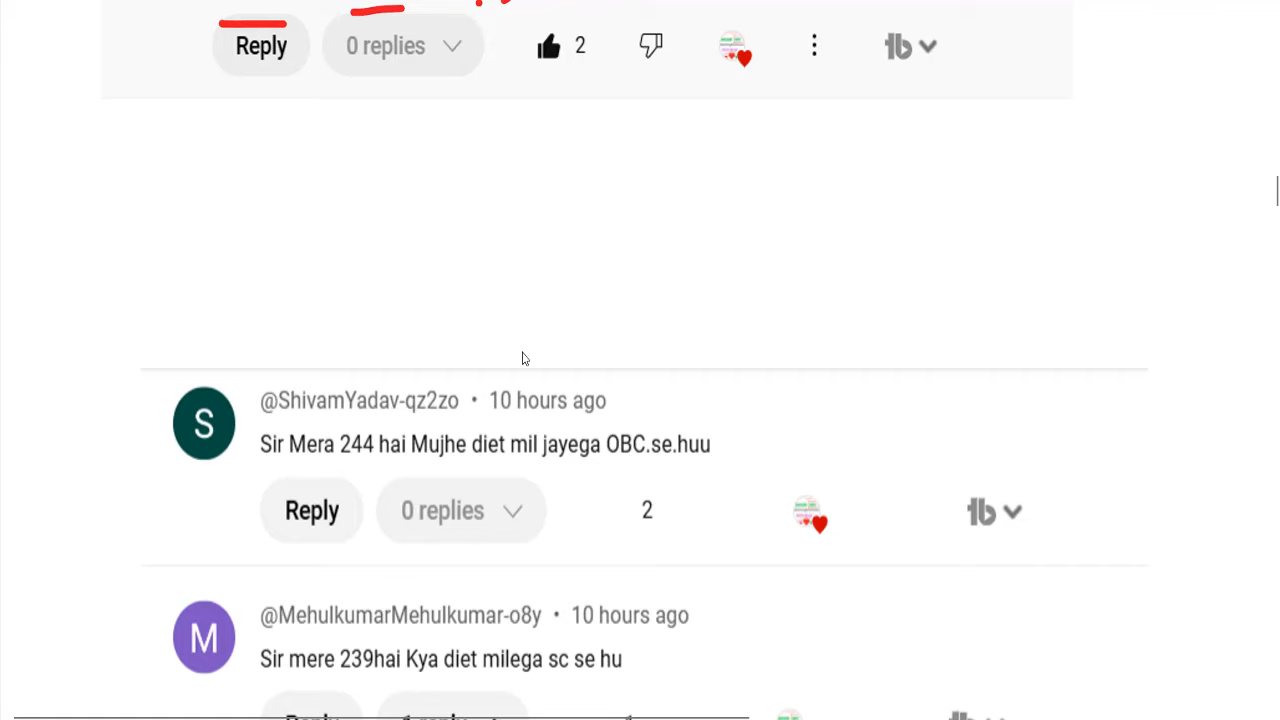 Reply 0 replies 2
@ShivamYadav-qz2zo • 10 hours ago
S
Sir Mera 244 hai Mujhe diet mil jayega OBC.se.huu
Reply 0 replies 2
@MehulkumarMehulkumar-o8y • 10 hours ago
M
Sir mere 239hai Kya diet milega sc se hu